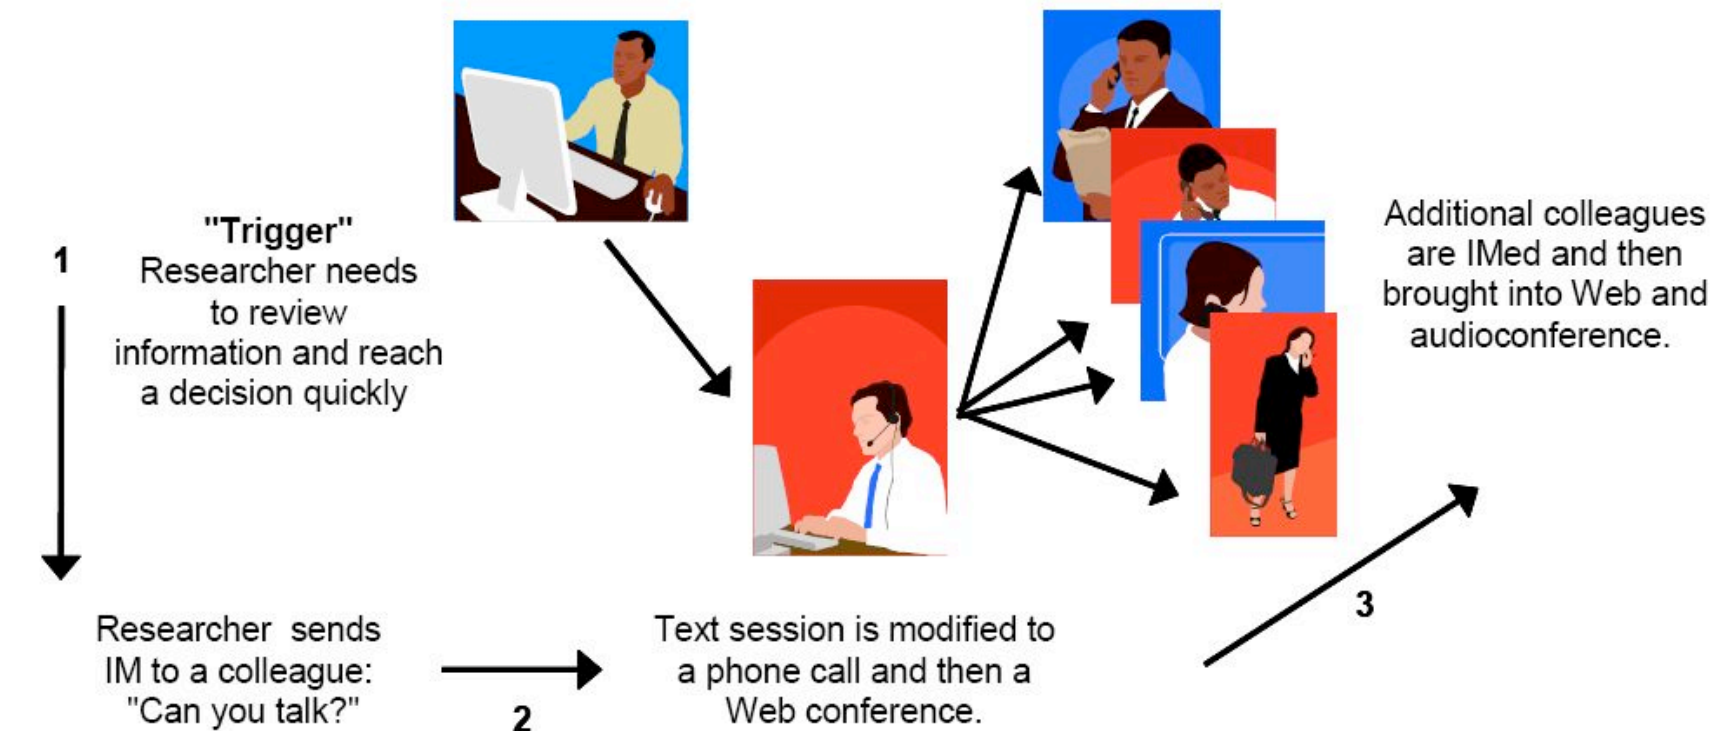 1
"Trigger"
Researcher needs
to review
information and reach
a decision quickly
Researcher sends
IM to a colleague:
"Can you talk?"
2
Text session is modified to
a phone call and then a
Web conference.
3
Additional colleagues
are IMed and then
brought into Web and
audioconference.